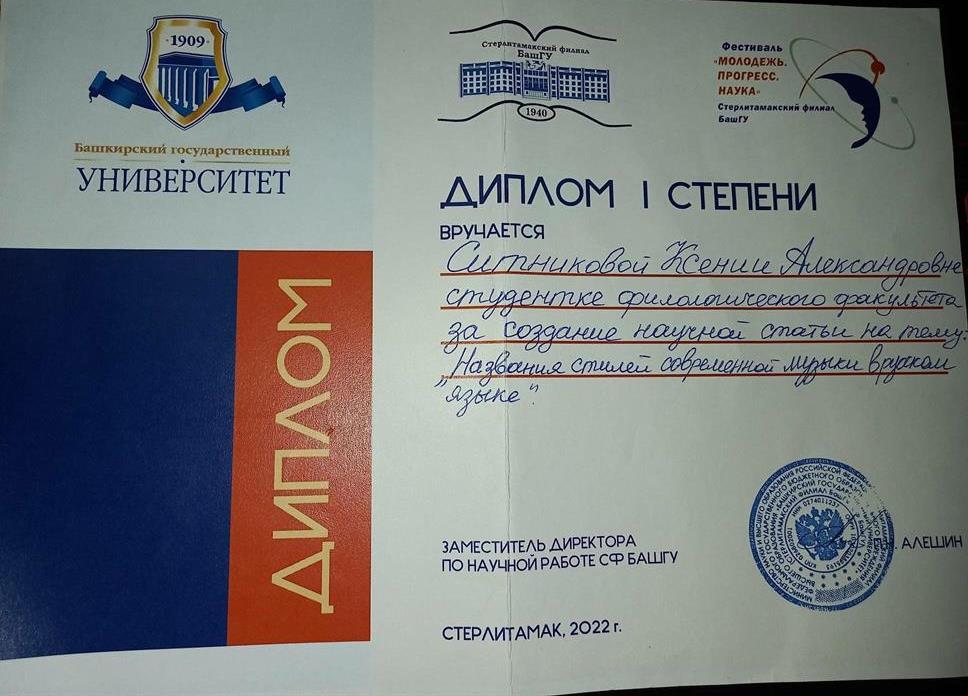 1909
Башкирский государственный
УНИВЕРСИТЕТ
ДИПЛОМ
Стерлитамакский филиал
БашГУ
1940
Фестиваль
«МОЛОДЕЖЬ.
ПРОГРЕСС.
НАУКА»
Стерлитамакский филиал
БашГУ
ДИПЛОМ I СТЕПЕНИ
ВРУЧАЕТСЯ
Ситниковой Ксении Александровне
студентке филологического факультета
за создание научной статьи на тему:
„Названия стилей современной музыки в русском
языке“.
ЗАМЕСТИТЕЛЬ ДИРЕКТОРА
ПО НАУЧНОЙ РАБОТЕ СФ БАШГУ
АЛЕШИН
СТЕРЛИТАМАК, 2022 г.